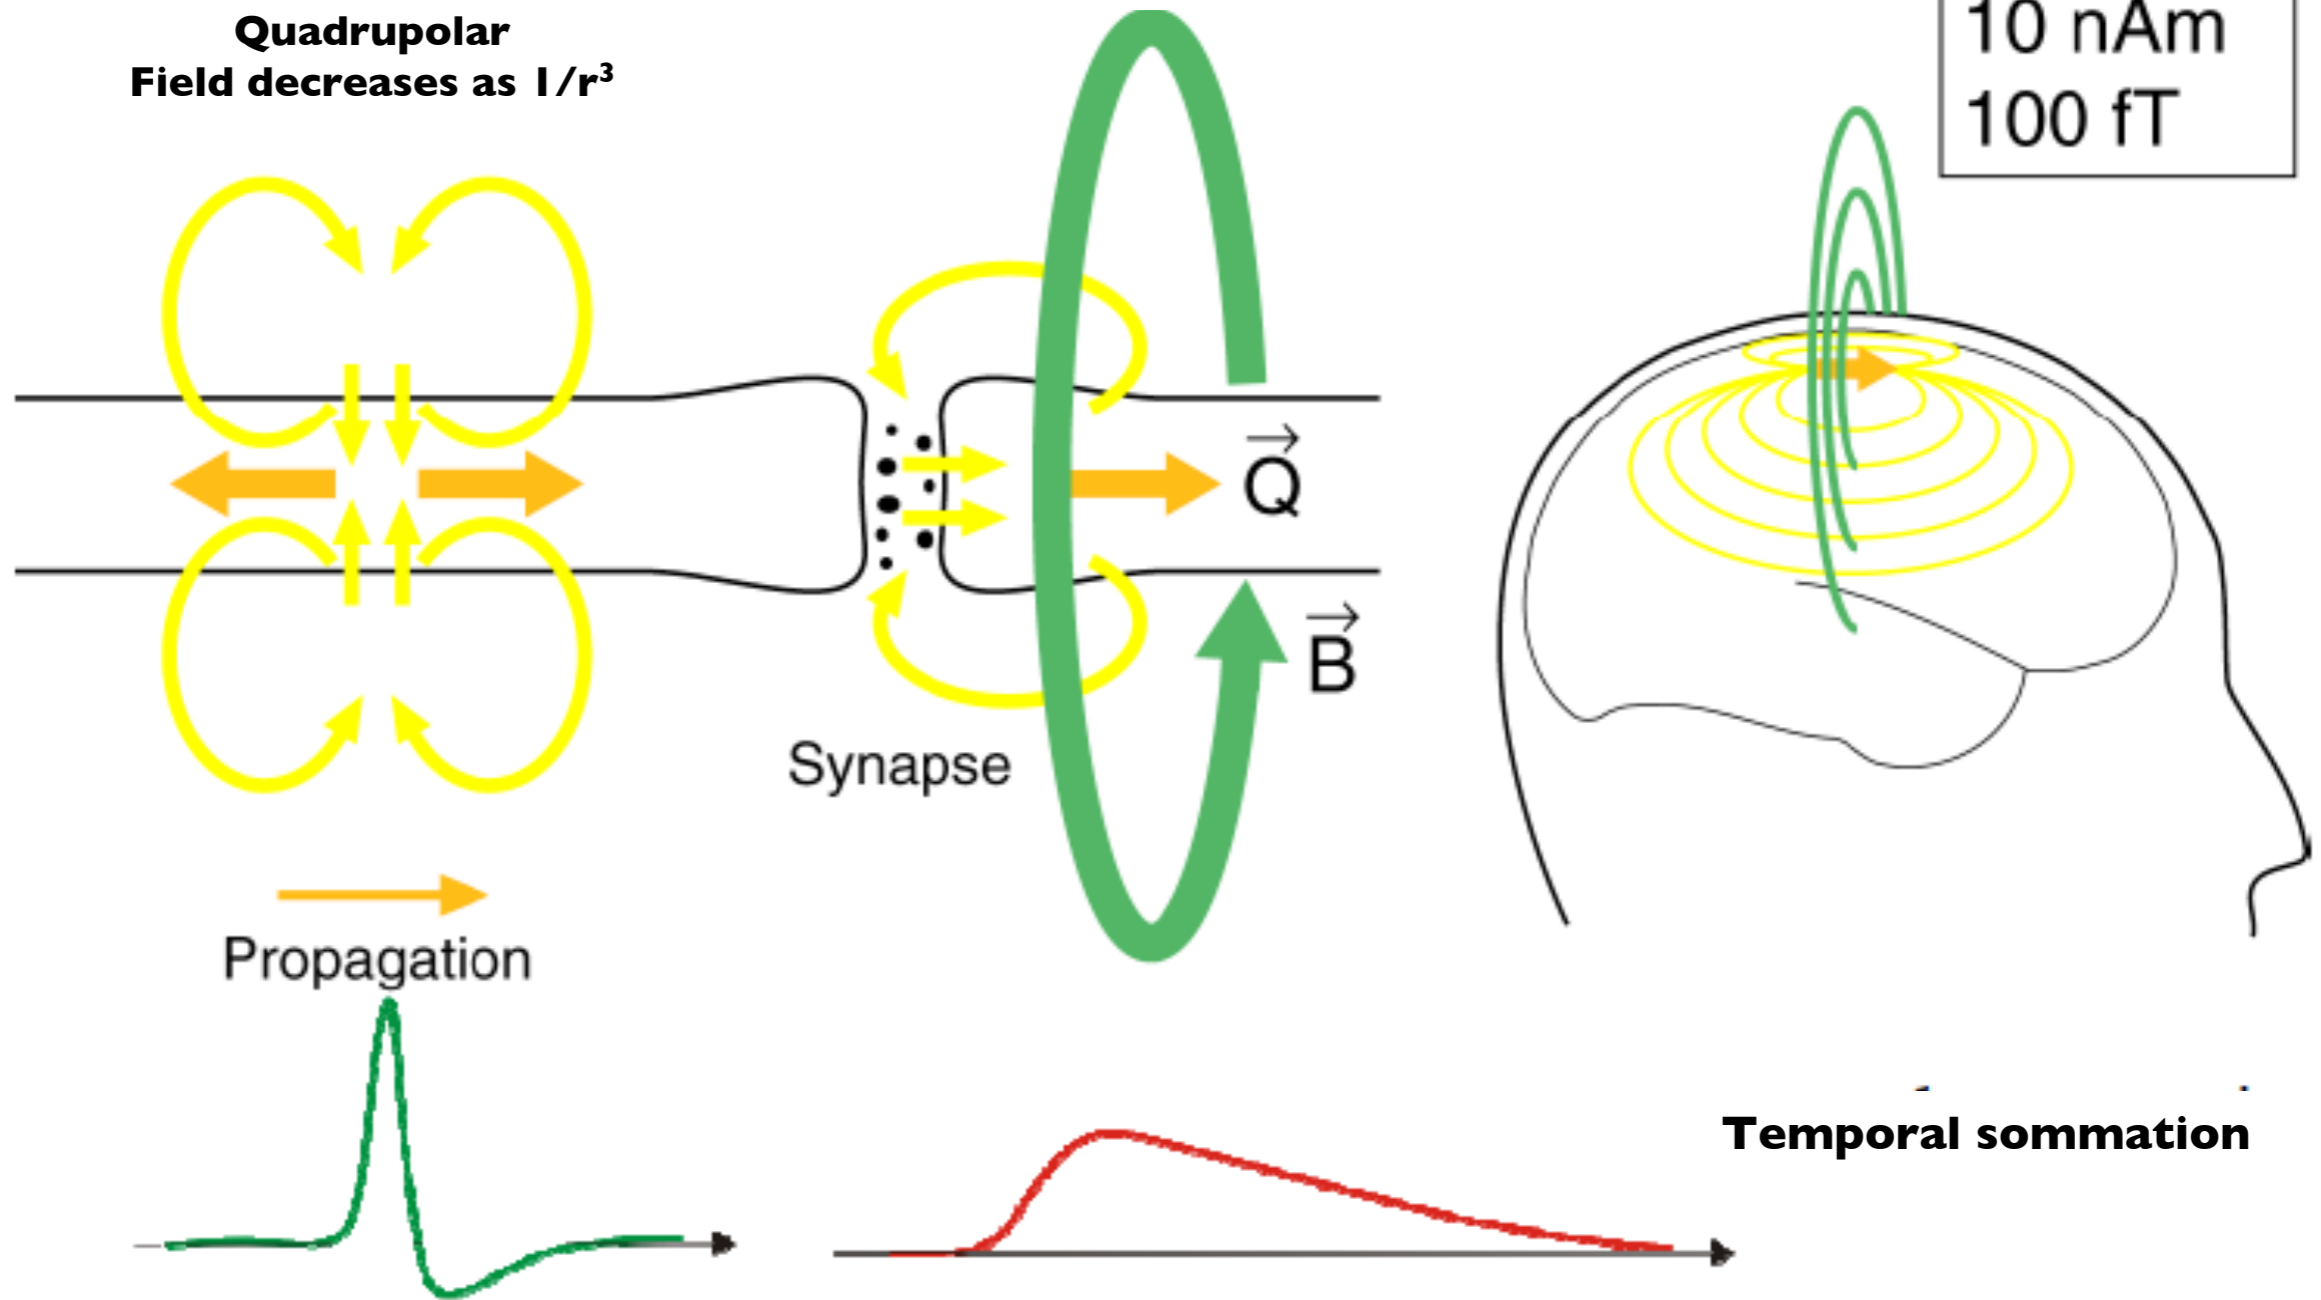 Quadrupolar
Field decreases as 1/r³
10 nAm
100 fT
Q
B
Synapse
Propagation
Temporal sommation